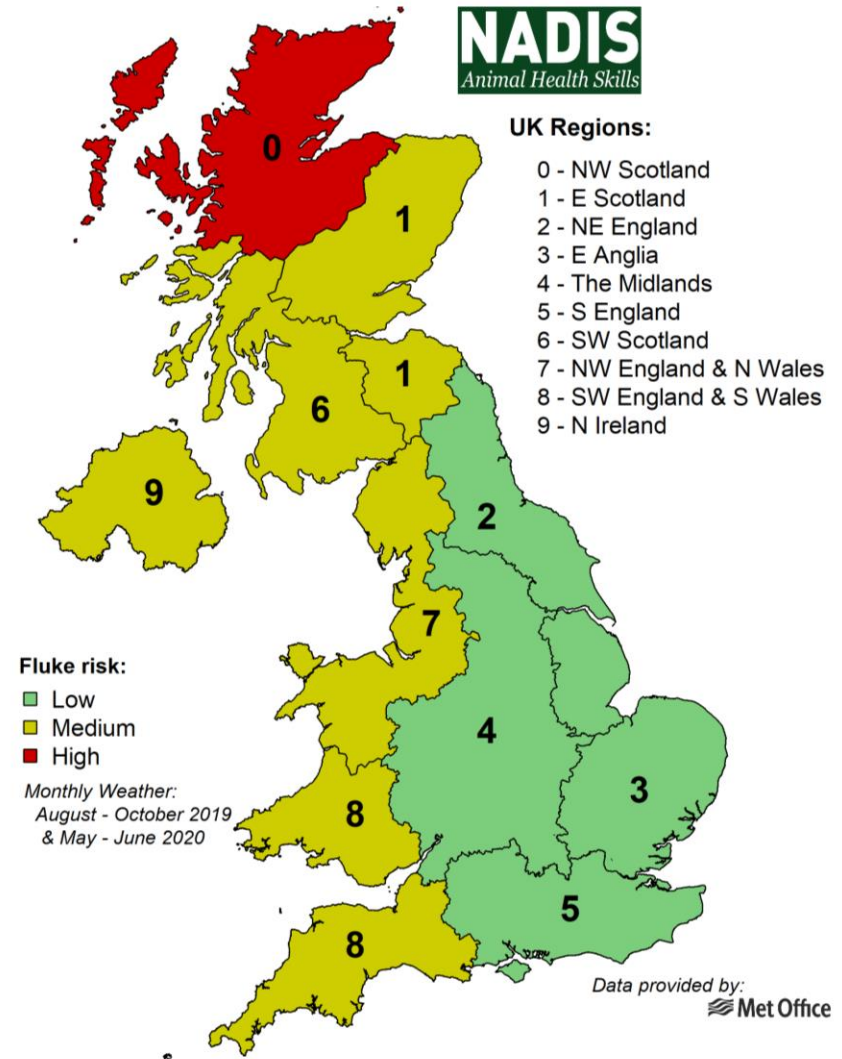 NADIS
Animal Health Skills
UK Regions:
0 - NW Scotland
1 - E Scotland
2 - NE England
3 - E Anglia
4 - The Midlands
5 - S England
6 - SW Scotland
7 - NW England & N Wales
8 - SW England & S Wales
9 - N Ireland
0
1
1
6
9
2
7
4
3
8
5
8
Fluke risk:
Low
Medium
High
Monthly Weather:
August - October 2019
& May - June 2020
Data provided by:
Met Office